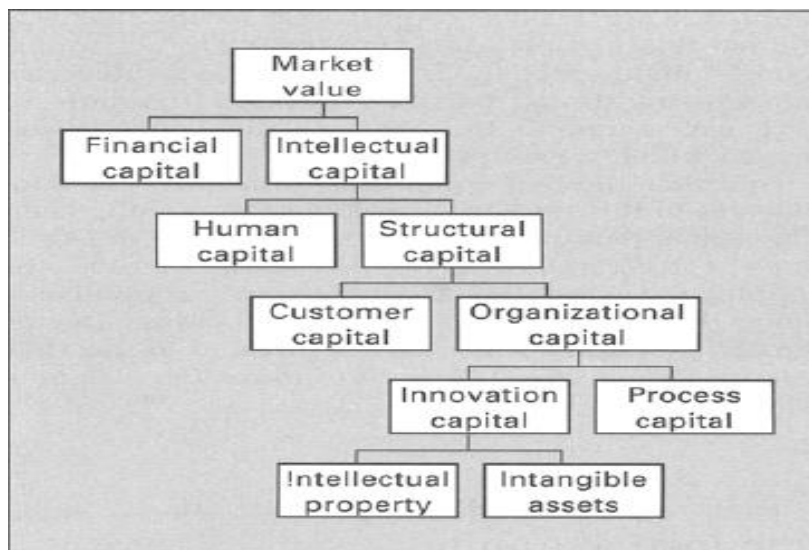 Market
value
Financial
capital
Intellectual
capital
Human
capital
Structural
capital
Customer
capital
Organizational
capital
Innovation
capital
Process
capital
Intellectual
property
Intangible
assets